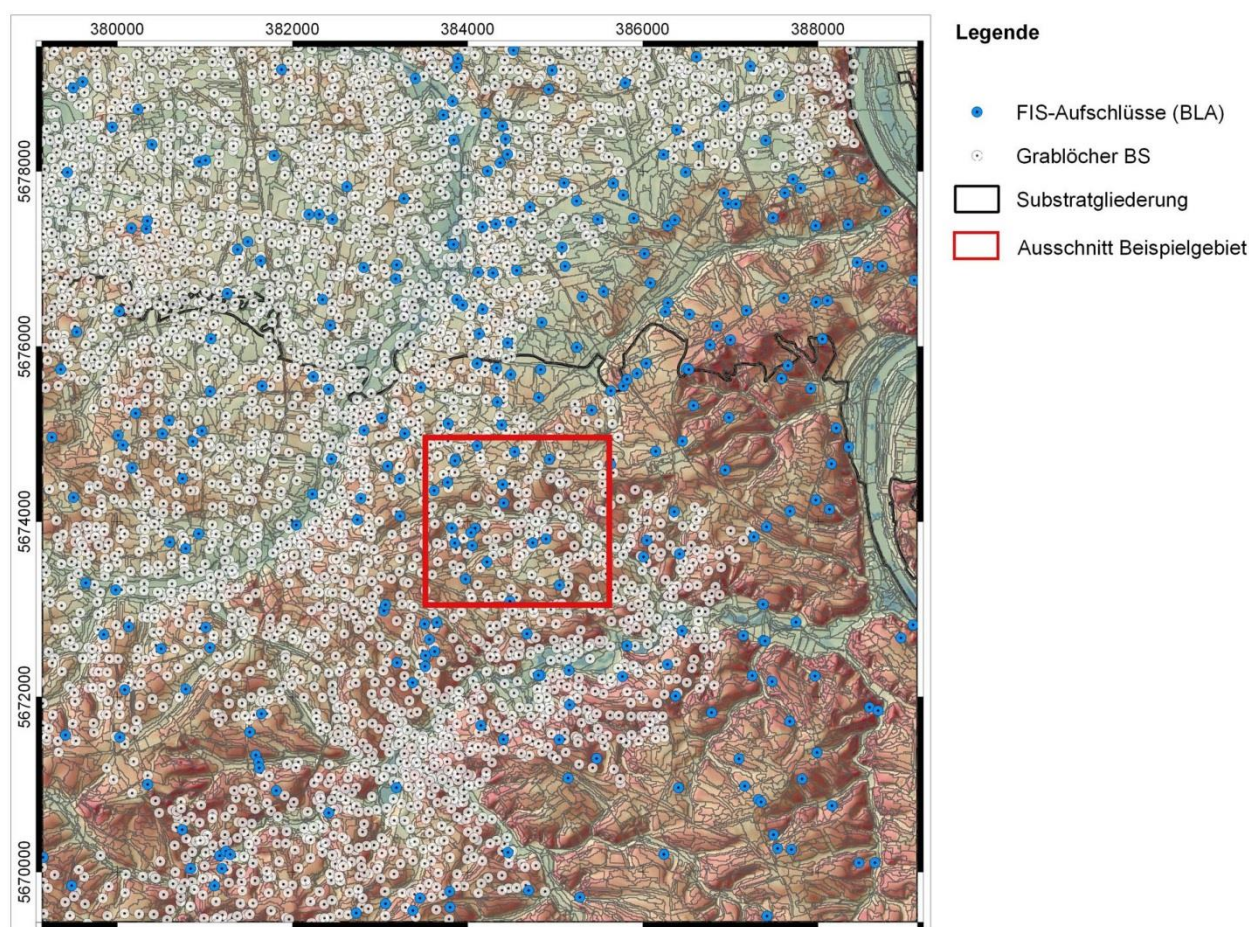 380000 382000 384000 386000 388000
Legende
FIS-Aufschlüsse (BLA)
Grablöcher BS
Substratgliederung
Ausschnitt Beispielgebiet
5678000
5676000
5674000
5672000
5670000